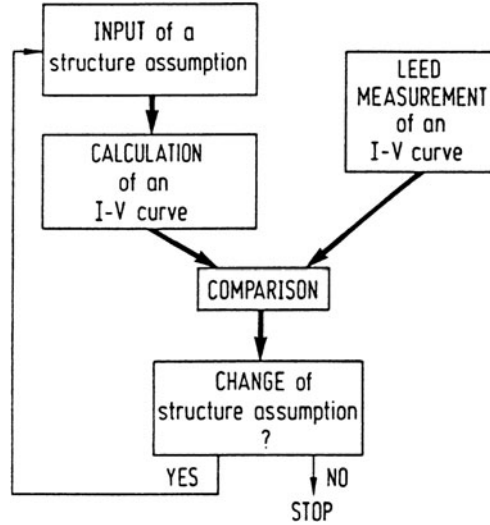 INPUT of a
structure assumption
LEED
MEASUREMENT
of an
I-V curve
CALCULATION
of an
I-V curve
COMPARISON
CHANGE of
structure assumption
?
YES
NO
STOP